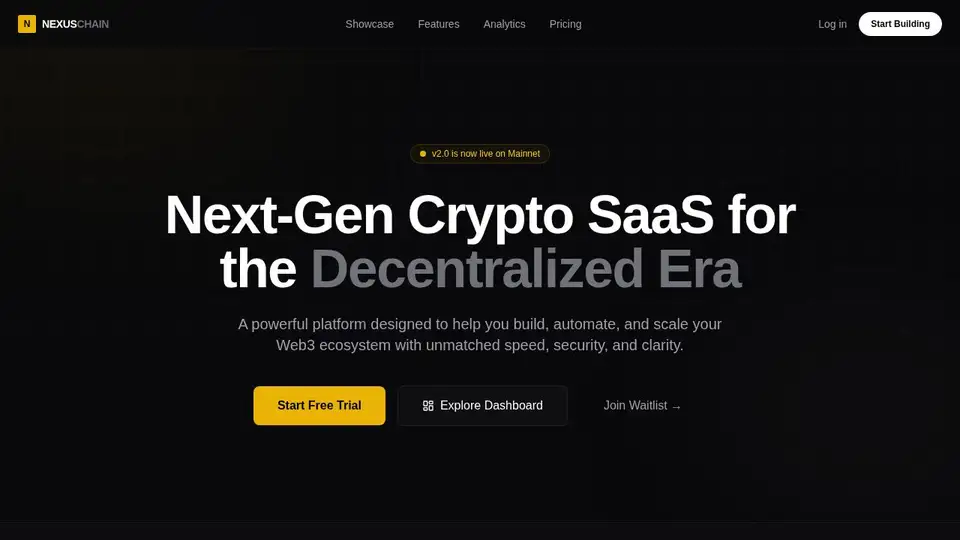 N NEXUSCHAIN
Showcase Features Analytics Pricing
Log in Start Building
v2.0 is now live on Mainnet
Next-Gen Crypto SaaS for
the Decentralized Era
A powerful platform designed to help you build, automate, and scale your
Web3 ecosystem with unmatched speed, security, and clarity.
Start Free Trial Explore Dashboard Join Waitlist →